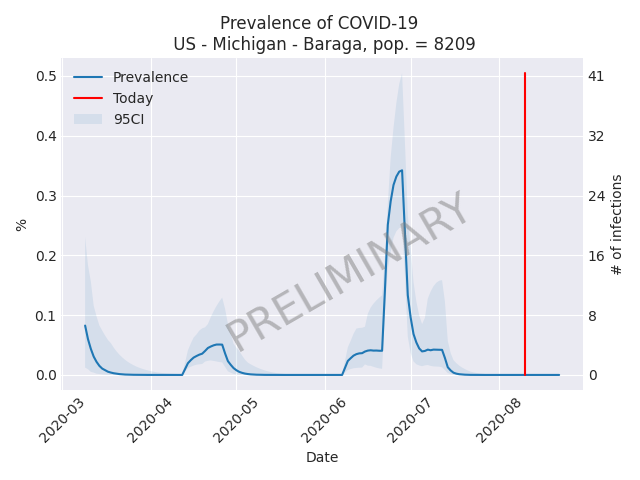 Prevalence of COVID-19
US - Michigan - Baraga, pop. = 8209
Prevalence
Today
95CI
PRELIMINARY
%
0.5
0.4
0.3
0.2
0.1
0.0
41
32
24
16
8
0
# of infections
2020-03
2020-04
2020-05
2020-06
2020-07
2020-08
Date